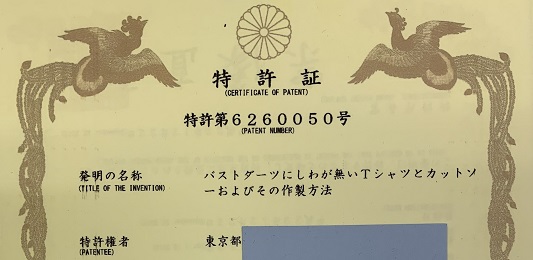 特許証
(CERTIFICATE OF PATENT)
特許第6260050号
(PATENT NUMBER)
発明の名称
(TITLE OF THE INVENTION)
バストダーツにしわが無いTシャツとカットソ
ーおよびその作製方法
特許権者
(PATENTEE)
東京都